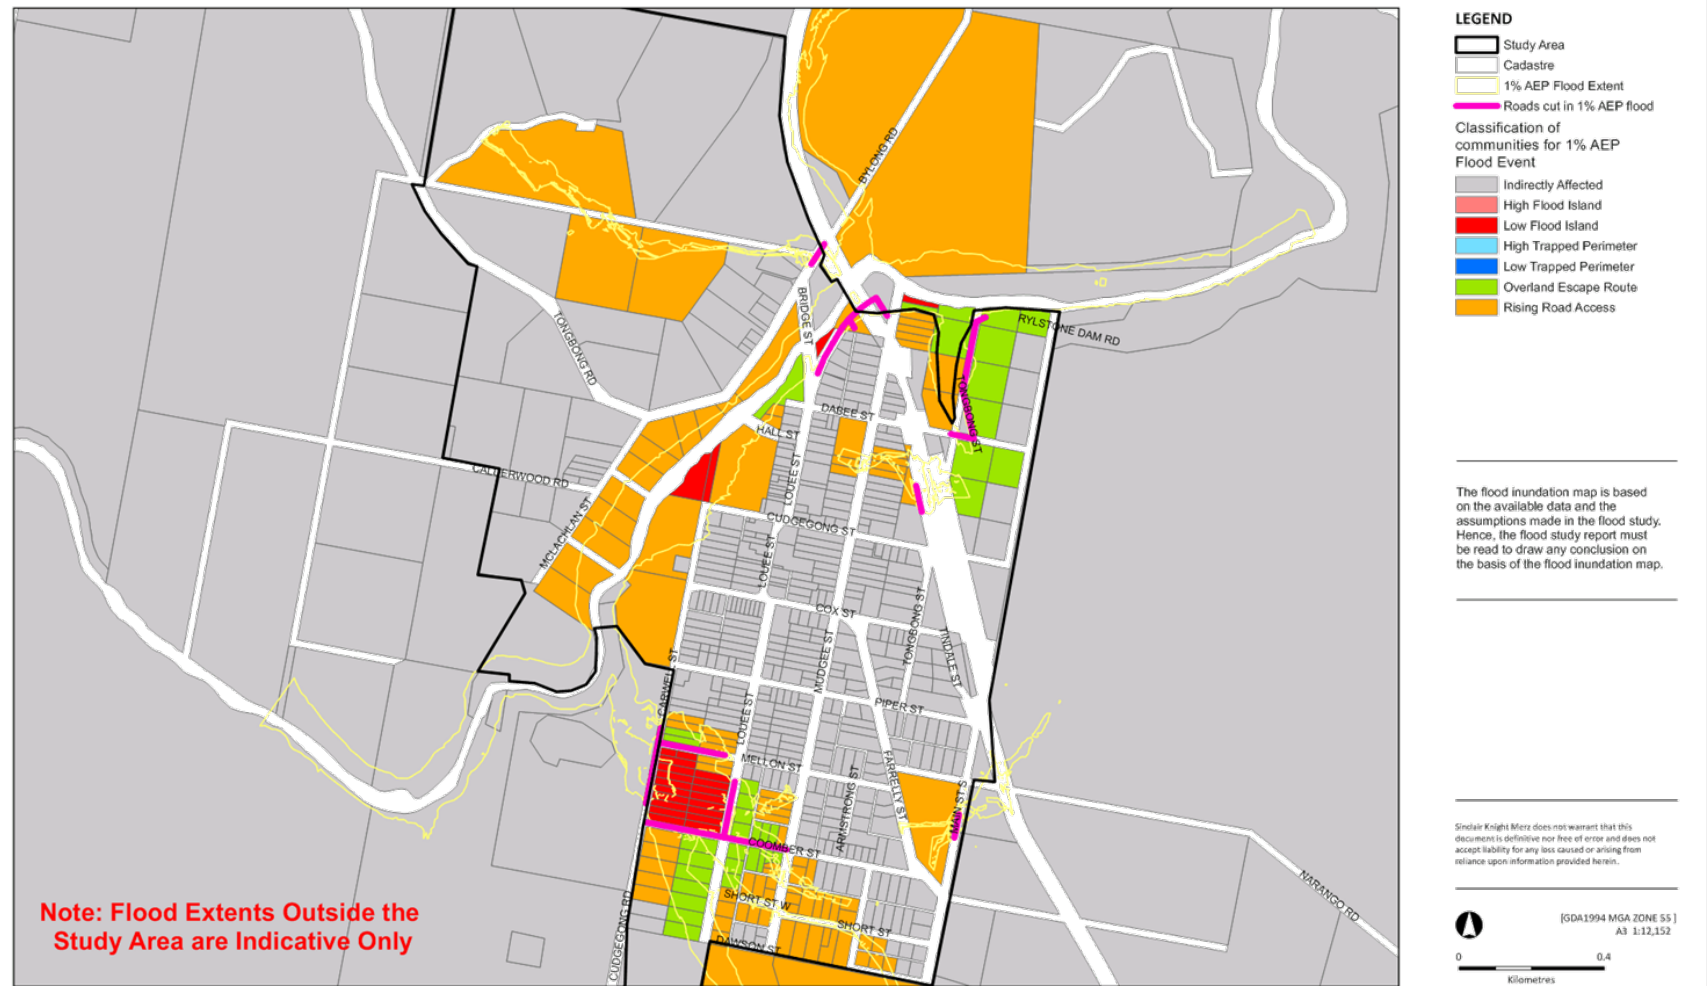 LEGEND
Study Area
Cadastre
1% AEP Flood Extent
Roads cut in 1% AEP flood
Classification of
communities for 1% AEP
Flood Event
Indirectly Affected
High Flood Island
Low Flood Island
High Trapped Perimeter
Low Trapped Perimeter
Overland Escape Route
Rising Road Access
The flood inundation map is based
on the available data and the
assumptions made in the flood study.
Hence, the flood study report must
be read to draw any conclusion on
the basis of the flood inundation map.
Sinclair Knight Merz does not warrant that this
document is definitive nor free of error and does not
accept liability for any loss caused or arising from
reliance upon information provided herein.
[GDA1994 MGA ZONE 55 ]
A3 1:12,152
0
0.4
Kilometres
BYLONG RD
BRIDGE ST
RYLSTONE DAM RD
TONGBONG RD
TONGBONG ST
DABEE ST
HALL ST
LOUEE ST
CALDERWOOD RD
CUDGEGONG ST
MCLACHLAN ST
LOUEE ST
COX ST
TONGBONG ST
TINDALE ST
MUDGEE ST
CARWELL ST
PIPER ST
LOUEE ST
MELLON ST
FARRELLY ST
ARMSTRONG ST
MAIN ST S
COOMBER ST
NARANGO RD
SHORT ST W
SHORT ST
DAWSON ST
CUDGEGONG RD
Note: Flood Extents Outside the
Study Area are Indicative Only